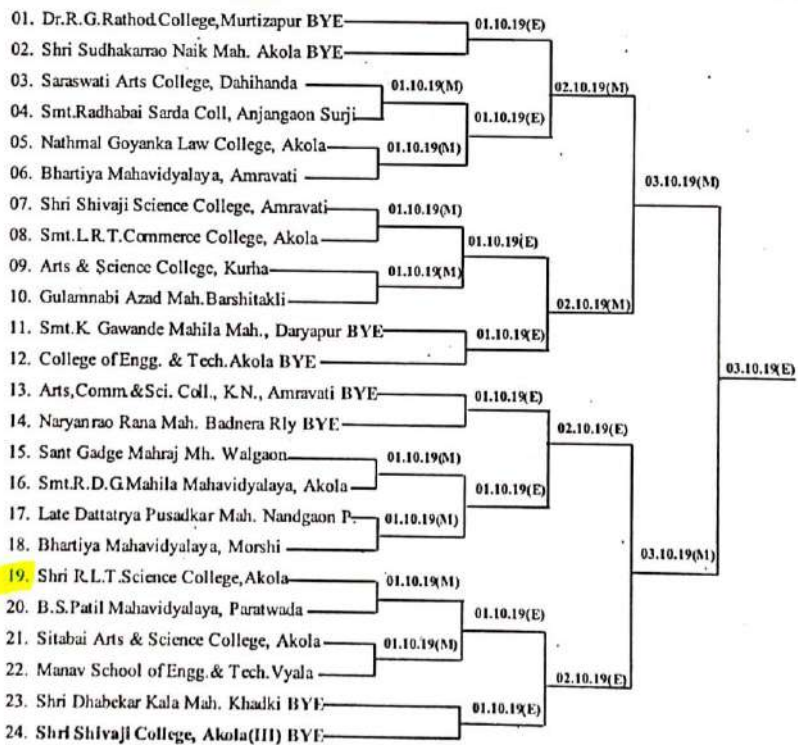 01. Dr.R.G.Rathod College,Murtizapur BYE 01.10.19(E)
02. Shri Sudhakarrao Naik Mah. Akola BYE
03. Saraswati Arts College, Dahihanda 01.10.19(M) 02.10.19(M)
04. Smt.Radhabai Sarda Coll, Anjangaon Surji 01.10.19(E)
05. Nathmal Goyanka Law College, Akola 01.10.19(M)
06. Bhartiya Mahavidyalaya, Amravati 03.10.19(M)
07. Shri Shivaji Science College, Amravati 01.10.19(M)
08. Smt.L.R.T.Commerce College, Akola 01.10.19(E)
09. Arts & Science College, Kurha 01.10.19(M)
10. Gulamnabi Azad Mah.Barshitakli 02.10.19(M)
11. Smt.K. Gawande Mahila Mah., Daryapur BYE 01.10.19(E)
12. College of Engg. & Tech.Akola BYE 03.10.19(E)
13. Arts,Comm.&Sci. Coll., K.N., Amravati BYE 01.10.19(E)
14. Naryanrao Rana Mah. Badnera Rly BYE 02.10.19(E)
15. Sant Gadge Mahraj Mh. Walgaon 01.10.19(M)
16. Smt.R.D.G.Mahila Mahavidyalaya, Akola 01.10.19(E)
17. Late Dattatrya Pusadkar Mah. Nandgaon P. 01.10.19(M)
18. Bhartiya Mahavidyalaya, Morshi 03.10.19(M)
19. Shri R.L.T.Science College,Akola 01.10.19(M)
20. B.S.Patil Mahavidyalaya, Paratwada 01.10.19(E)
21. Sitabai Arts & Science College, Akola 01.10.19(M)
22. Manav School of Engg.& Tech.Vyala 02.10.19(E)
23. Shri Dhabekar Kala Mah. Khadki BYE 01.10.19(E)
24. Shri Shivaji College, Akola(III) BYE